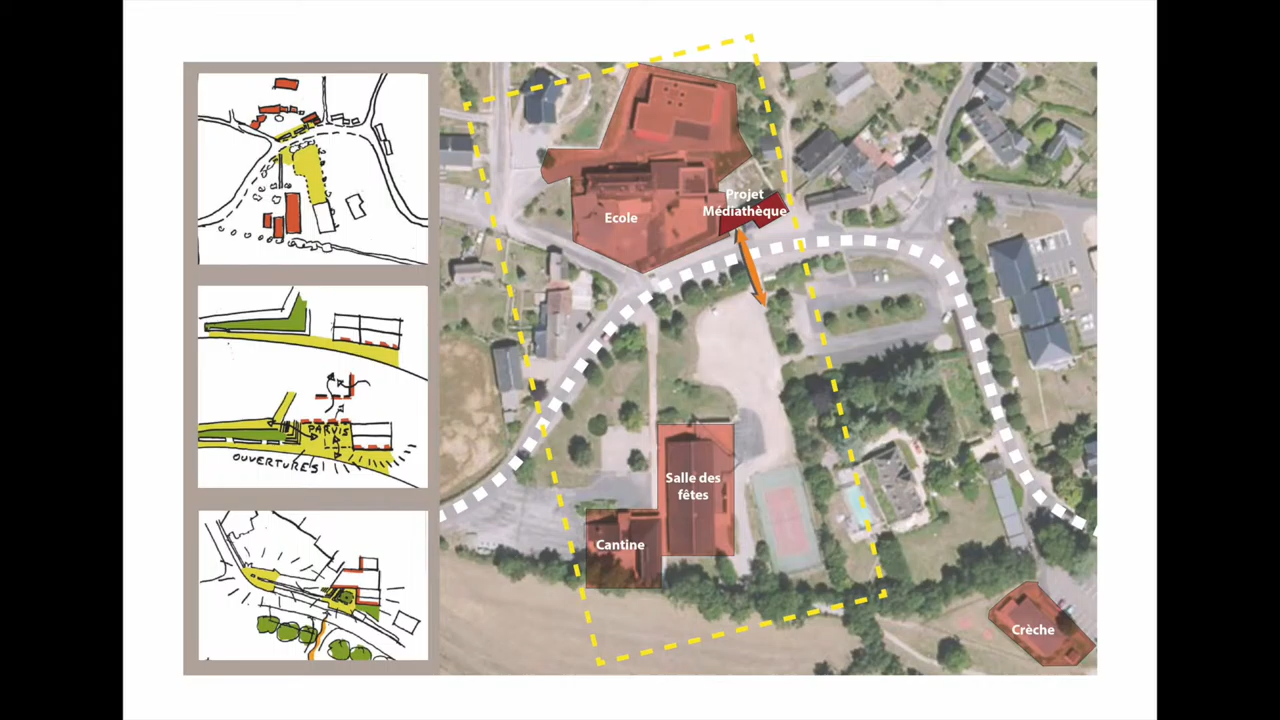 PARVIS
OUVERTURES
Projet
Médiathèque
Ecole
Salle des
fêtes
Cantine
Crèche